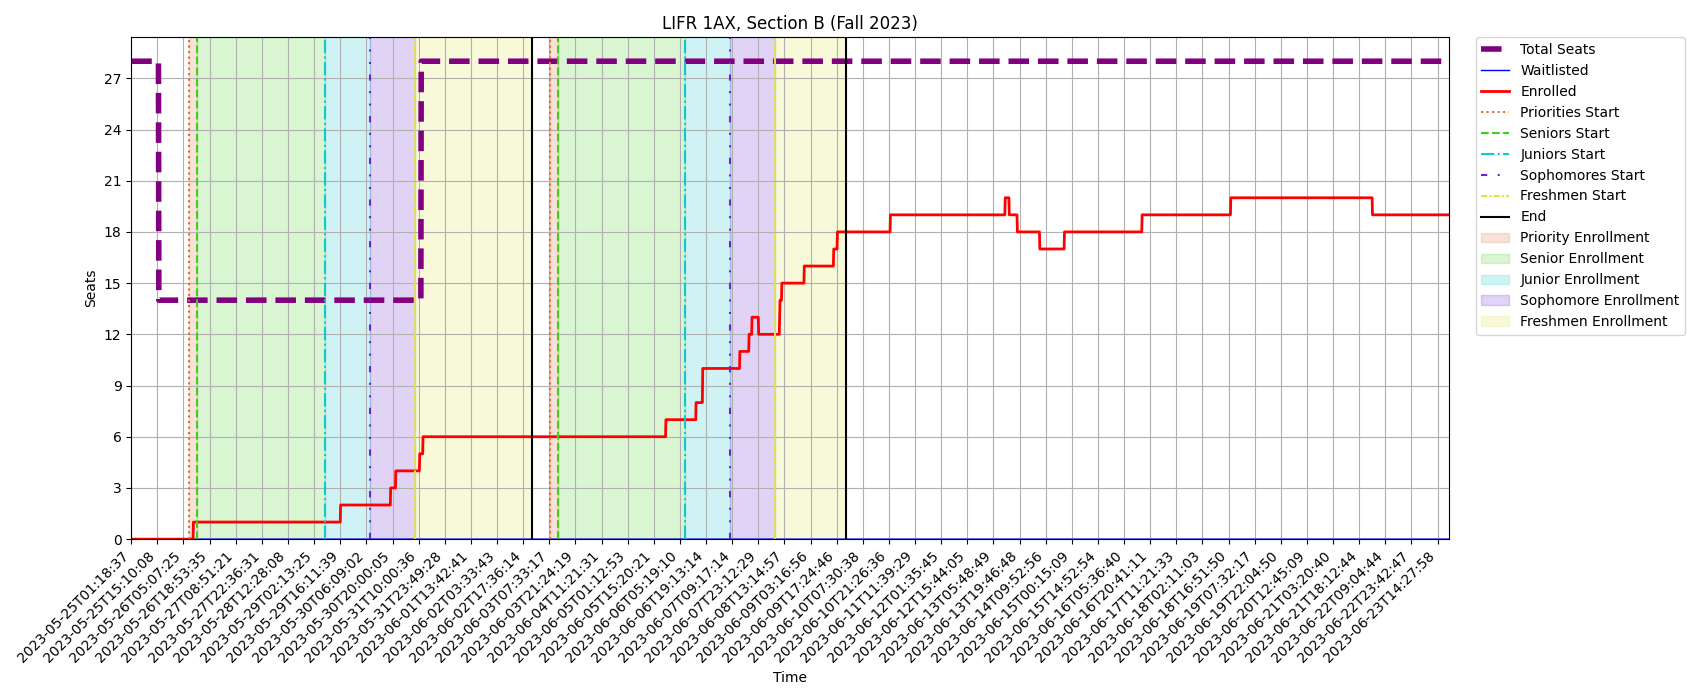 LIFR 1AX, Section B (Fall 2023)
Total Seats
Waitlisted
Enrolled
Priorities Start
Seniors Start
Juniors Start
Sophomores Start
Freshmen Start
End
Priority Enrollment
Senior Enrollment
Junior Enrollment
Sophomore Enrollment
Freshmen Enrollment
Seats
27
24
21
18
15
12
9
6
3
0
2023-05-25T01:18:37
2023-05-25T15:10:08
2023-05-26T05:07:25
2023-05-26T18:53:35
2023-05-27T08:51:21
2023-05-27T22:36:31
2023-05-28T12:28:08
2023-05-29T02:13:25
2023-05-29T16:11:39
2023-05-30T06:09:02
2023-05-30T20:00:05
2023-05-31T10:00:36
2023-05-31T23:49:28
2023-06-01T13:42:41
2023-06-02T03:33:43
2023-06-02T17:36:14
2023-06-03T07:33:17
2023-06-03T21:24:19
2023-06-04T11:21:31
2023-06-05T01:12:53
2023-06-05T15:20:21
2023-06-06T05:19:10
2023-06-06T19:13:14
2023-06-07T09:17:14
2023-06-07T23:12:29
2023-06-08T13:14:57
2023-06-09T03:16:56
2023-06-09T17:24:46
2023-06-10T07:30:38
2023-06-10T21:26:36
2023-06-11T11:39:29
2023-06-12T01:35:45
2023-06-12T15:44:05
2023-06-13T05:48:49
2023-06-13T19:46:48
2023-06-14T09:52:56
2023-06-15T00:15:09
2023-06-15T14:52:54
2023-06-16T05:36:40
2023-06-16T20:41:11
2023-06-17T11:21:33
2023-06-18T02:11:03
2023-06-18T16:51:50
2023-06-19T07:32:17
2023-06-19T22:04:50
2023-06-20T12:45:09
2023-06-21T03:20:40
2023-06-21T18:12:44
2023-06-22T09:04:44
2023-06-22T23:42:47
2023-06-23T14:27:58
Time